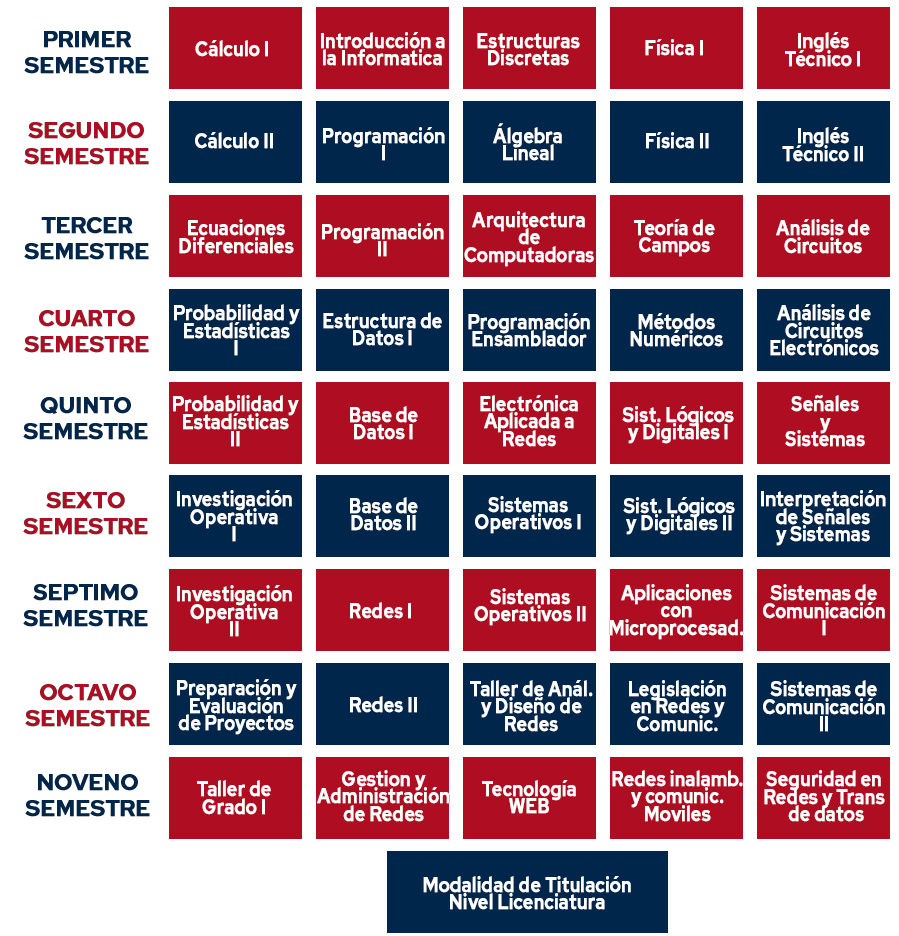 PRIMER
SEMESTRE
Cálculo I
Introducción a
la Informatica
Estructuras
Discretas
Física I
Inglés
Técnico I
SEGUNDO
SEMESTRE
Cálculo II
Programación
I
Álgebra
Lineal
Física II
Inglés
Técnico II
TERCER
SEMESTRE
Ecuaciones
Diferenciales
Programación
II
Arquitectura
de
Computadoras
Teoría de
Campos
Análisis de
Circuitos
CUARTO
SEMESTRE
Probabilidad y
Estadísticas
I
Estructura de
Datos I
Programación
Ensamblador
Métodos
Numéricos
Análisis de
Circuitos
Electrónicos
QUINTO
SEMESTRE
Probabilidad y
Estadísticas
II
Base de
Datos I
Electrónica
Aplicada a
Redes
Sist. Lógicos
y Digitales I
Señales
y
Sistemas
SEXTO
SEMESTRE
Investigación
Operativa
I
Base de
Datos II
Sistemas
Operativos I
Sist. Lógicos
y Digitales II
Interpretación
de Señales
y Sistemas
SEPTIMO
SEMESTRE
Investigación
Operativa
II
Redes I
Sistemas
Operativos II
Aplicaciones
con
Microprocesad.
Sistemas de
Comunicación
I
OCTAVO
SEMESTRE
Preparación y
Evaluación
de Proyectos
Redes II
Taller de Anál.
y Diseño de
Redes
Legislación
en Redes y
Comunic.
Sistemas de
Comunicación
II
NOVENO
SEMESTRE
Taller de
Grado I
Gestion y
Administración
de Redes
Tecnología
WEB
Redes inalamb.
y comunic.
Moviles
Seguridad en
Redes y Trans
de datos
Modalidad de Titulación
Nivel Licenciatura